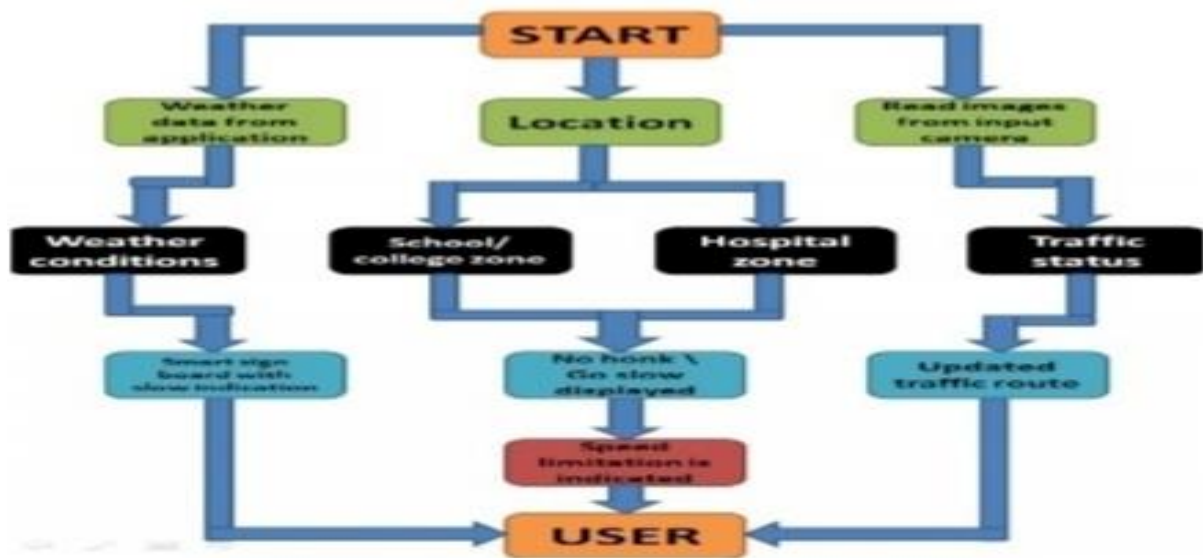 START
Weather
data from
application
Location
Read images
from input
camera
Weather
conditions
School/
college zone
Hospital
zone
Traffic
status
Smart sign
board with
slow indication
No honk \
Go slow
displayed
Updated
traffic route
Speed
limitation is
indicated
USER